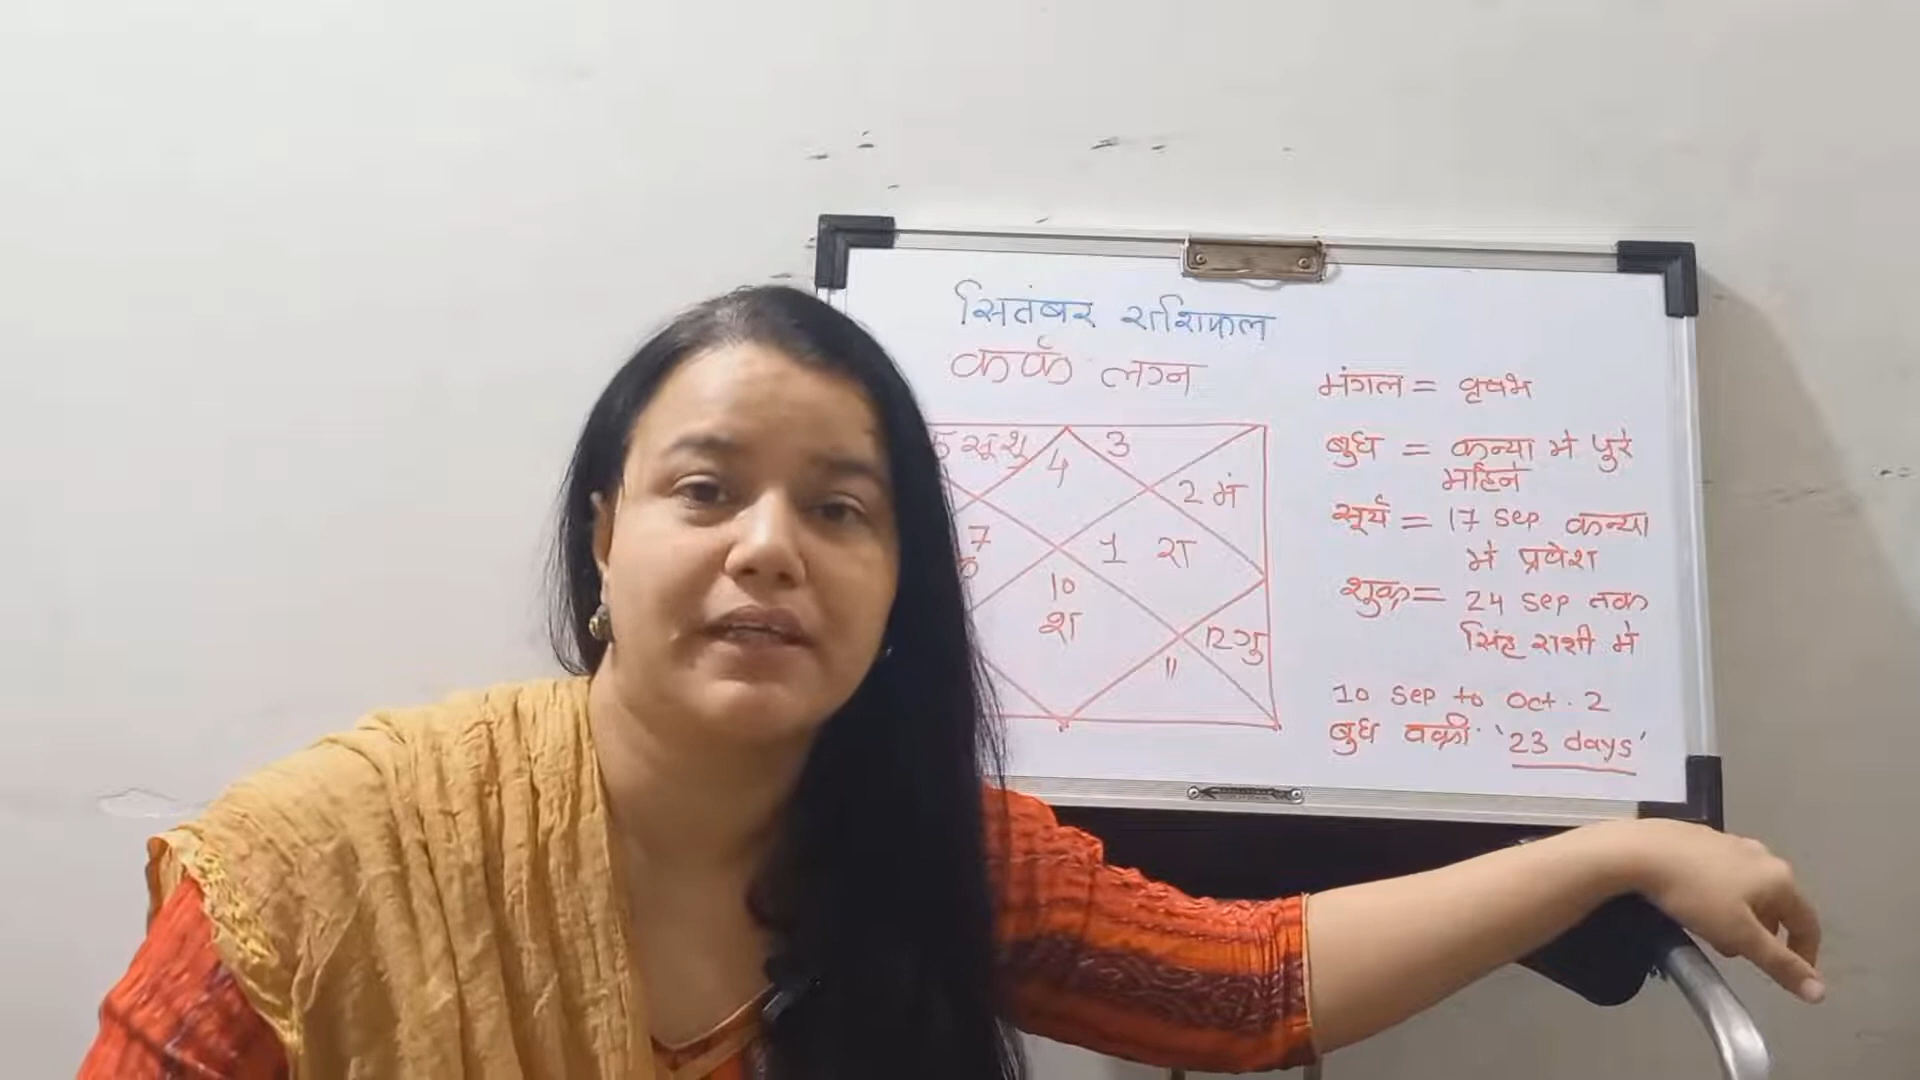 सितंबर राशिफल
कर्क लग्न
सू शु
4
3
2 मं
7
1 रा
10
श
12 गु
11
मंगल = वृषभ
बुध = कन्या में पुरे
महिने
सूर्य = 17 Sep कन्या
में प्रवेश
शुक्र = 24 Sep तक
सिंह राशी में
10 Sep to Oct. 2
बुध वक्री '23 days'